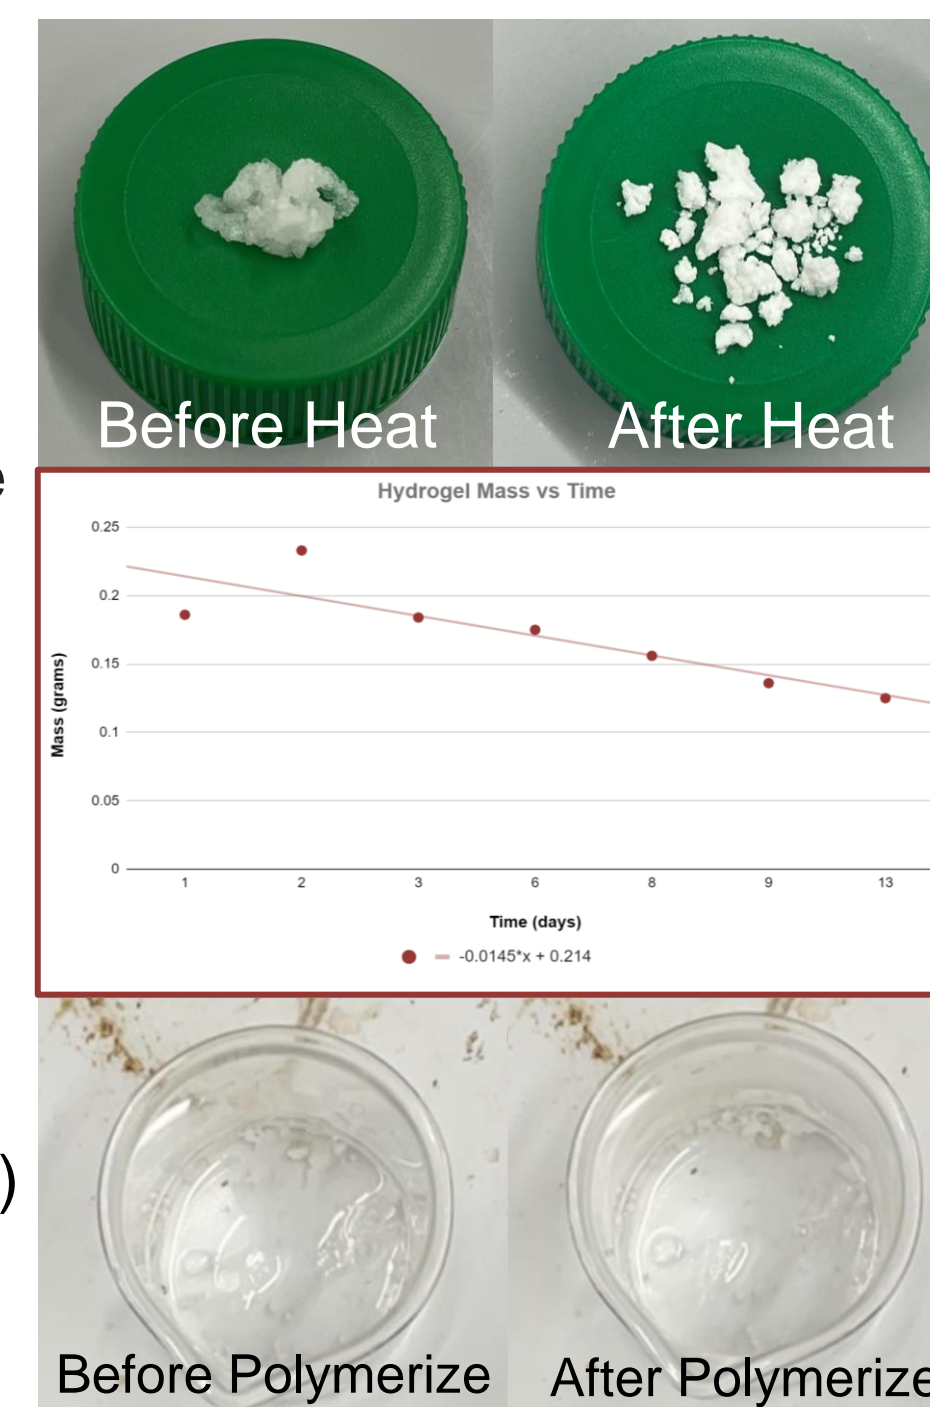 Before Heat
After Heat
e
Hydrogel Mass vs Time
0.25
0.2
0.15
0.1
0.05
0
Mass (grams)
1 2 3 6 8 9 13
Time (days)
-0.0145*x + 0.214
)
Before Polymerize
After Polymerize